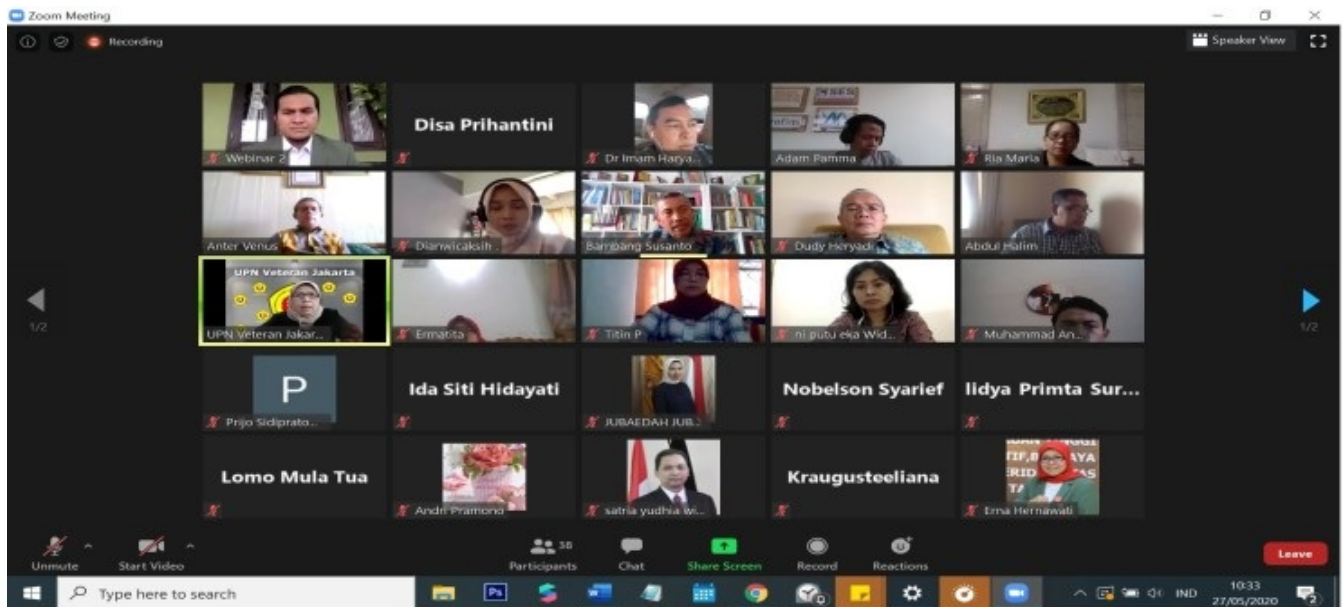 Zoom Meeting
Recording
Speaker View
Webinar 2
Disa Prihantini
Dr Imam Harya...
Adam Pamma
Ria Maria
Anter Venus
Dianwicaksih .
Bambang Susanto
Dudy Heryadi
Abdul Halim
UPN Veteran Jakarta
UPN Veteran Jakar...
Ermatita
Titin P
ni putu eka Wid...
Muhammad An...
1/2
1/2
P
Prijo Sidiprato...
Ida Siti Hidayati
JUBAEDAH JUB...
Nobelson Syarief
lidya Primta Sur...
Lomo Mula Tua
Andri Pramono
satria yudhia wi...
Kraugusteeliana
Erna Hernawati
Unmute
Start Video
38
Participants
Chat
Share Screen
Record
Reactions
Leave
Type here to search
Ps
IND
10:33
27/05/2020
2